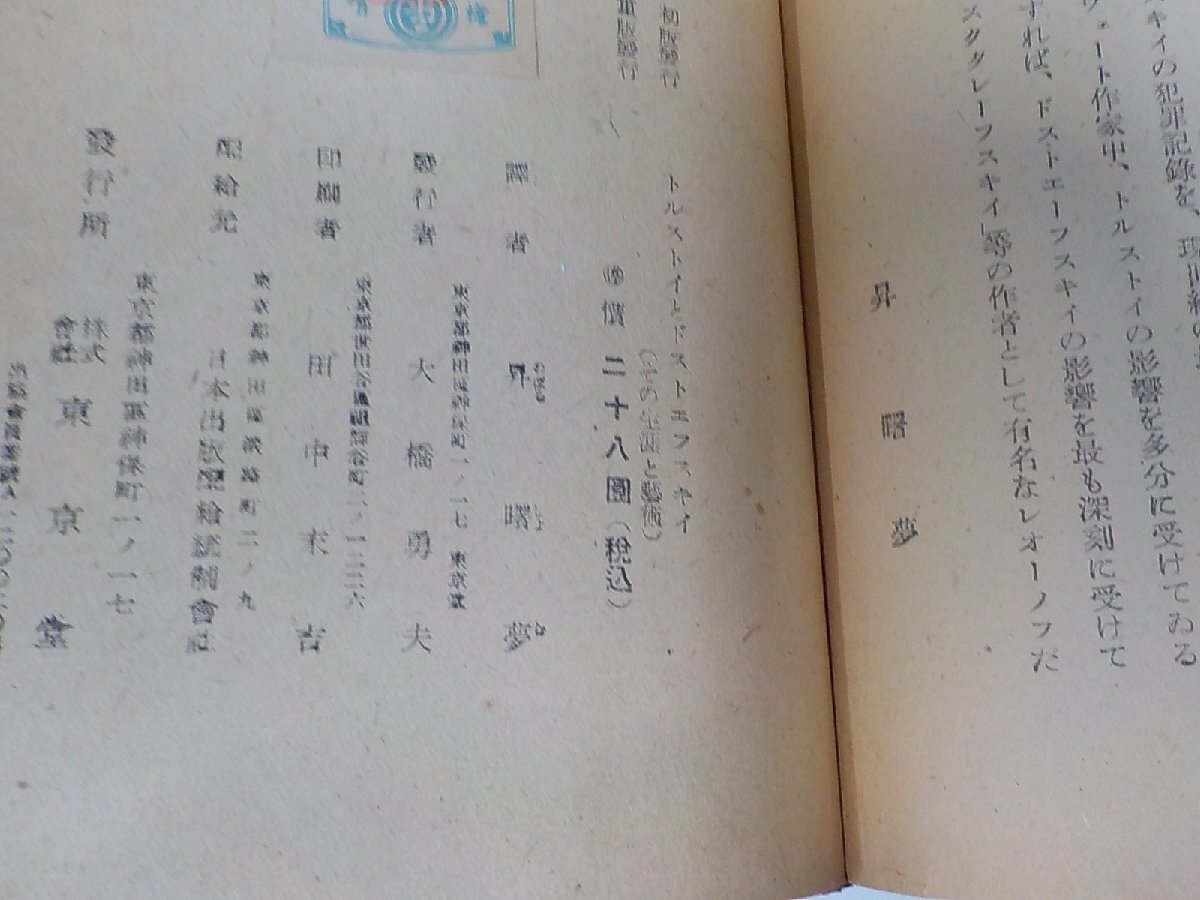 キイの犯罪記錄を、現
ヴェート作家中、トルストイの影響を多分に受けてゐる
すれば、ドストエーフスキイの影響を最も深刻に受けて
スタヴレーフスキイ」等の作者として有名なレオーノフだ
昇曙夢
トルストイとドストエフスキイ
(その生涯と藝術)
初版發行
重版發行
價 二十八圓(税込)
譯者 昇曙夢
東京都神田區神保町一ノ一七 東京堂
發行者 大橋勇夫
印刷者 田中末吉
東京都神田區淡路町二ノ九
配給元 日本出版配給統制會社
東京都神田區神保町一ノ一七
發行所 株式會社 東京堂